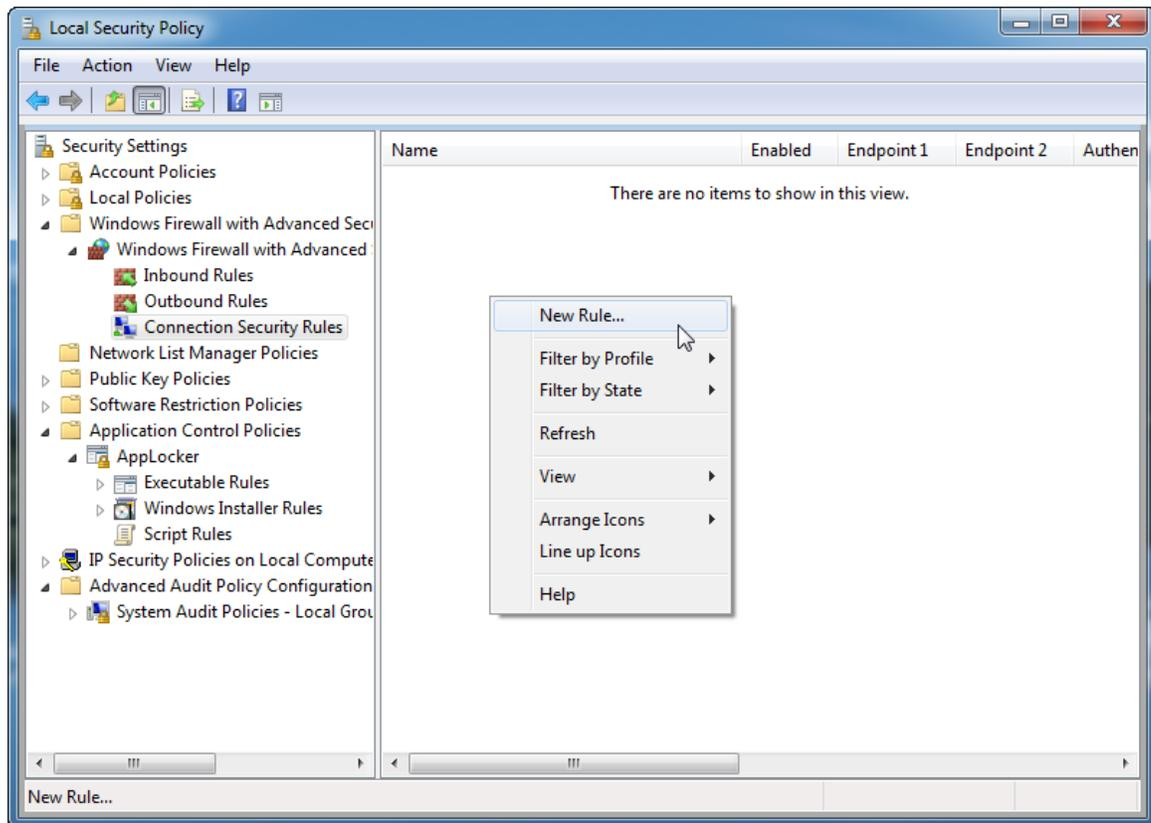 Local Security Policy
File Action View Help
Security Settings
Account Policies
Local Policies
Windows Firewall with Advanced Secu
Windows Firewall with Advanced
Inbound Rules
Outbound Rules
Connection Security Rules
Network List Manager Policies
Public Key Policies
Software Restriction Policies
Application Control Policies
AppLocker
Executable Rules
Windows Installer Rules
Script Rules
IP Security Policies on Local Compute
Advanced Audit Policy Configuration
System Audit Policies - Local Grou
Name Enabled Endpoint 1 Endpoint 2 Authen
There are no items to show in this view.
New Rule...
Filter by Profile
Filter by State
Refresh
View
Arrange Icons
Line up Icons
Help
New Rule...